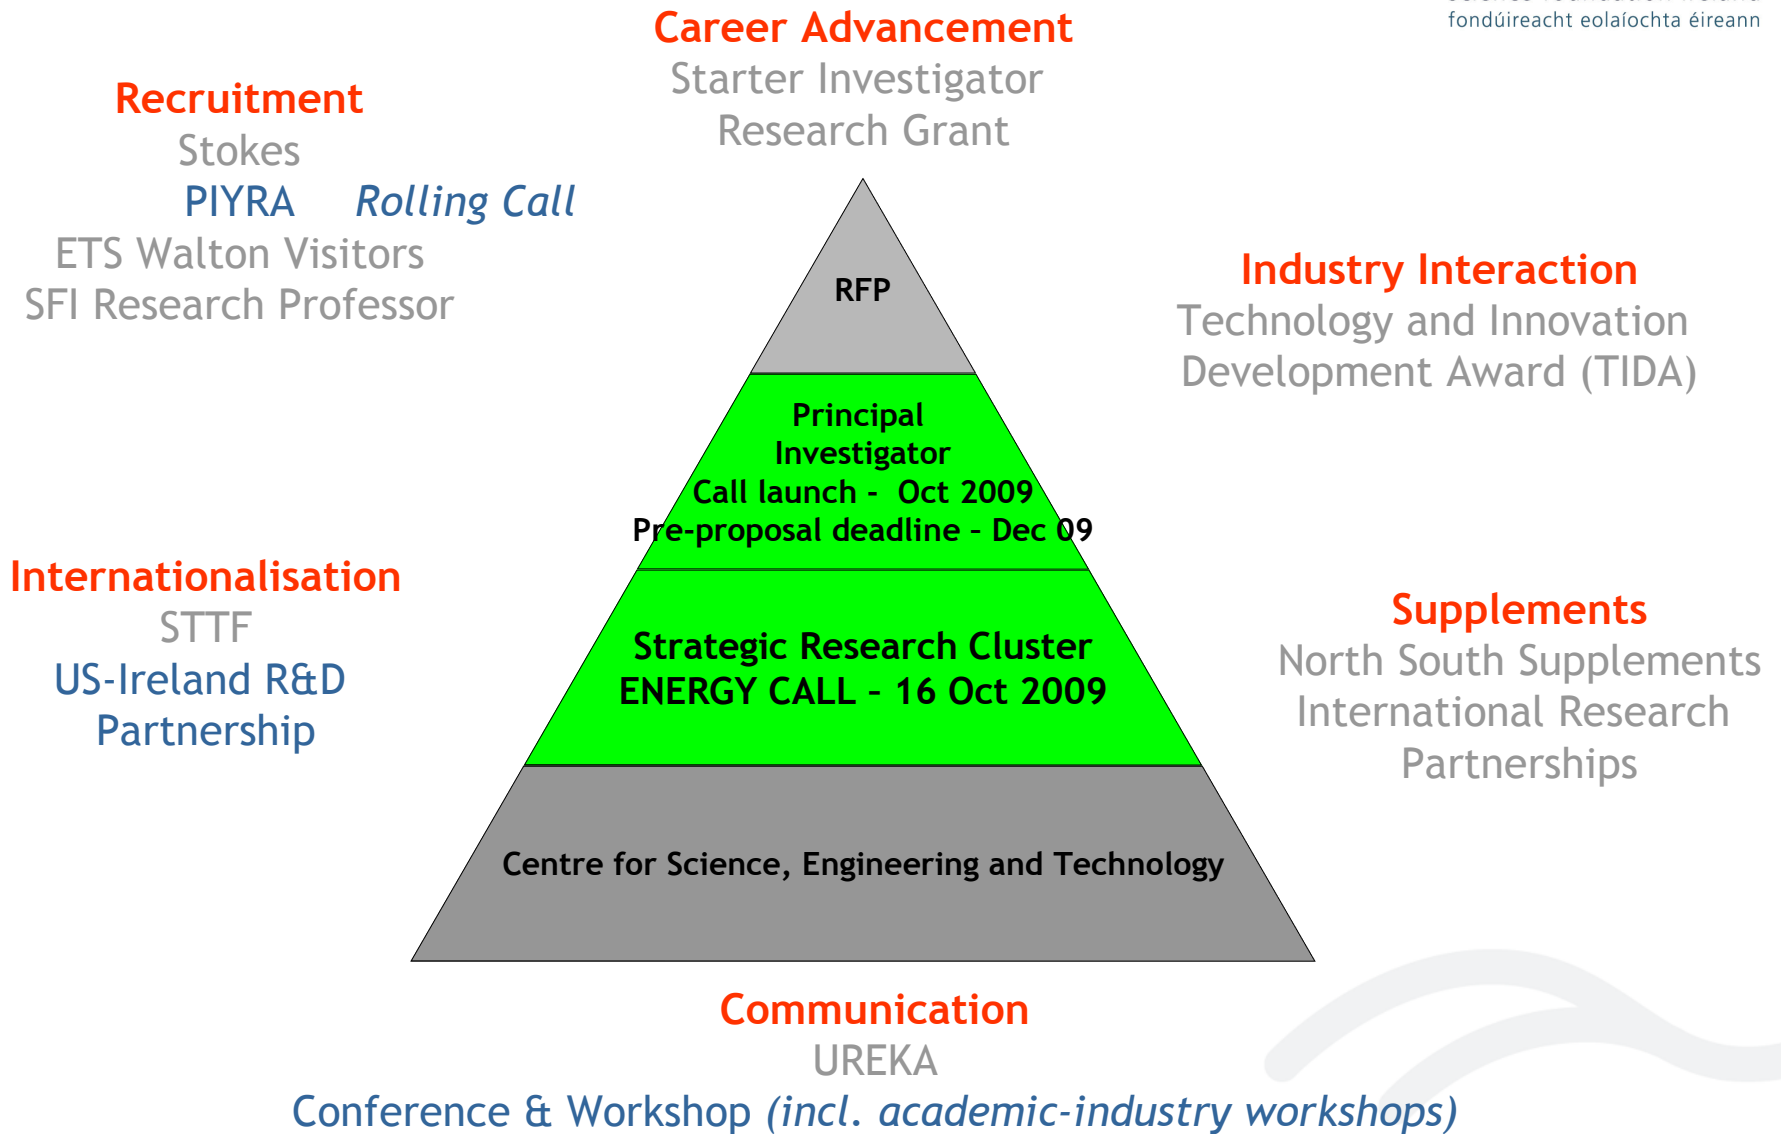 fondúireacht eolaíochta éireann
Career Advancement
Starter Investigator
Research Grant
Recruitment
Stokes
PIYRA Rolling Call
ETS Walton Visitors
SFI Research Professor
Industry Interaction
Technology and Innovation
Development Award (TIDA)
RFP
Principal
Investigator
Call launch - Oct 2009
Pre-proposal deadline – Dec 09
Internationalisation
STTF
US-Ireland R&D
Partnership
Strategic Research Cluster
ENERGY CALL – 16 Oct 2009
Supplements
North South Supplements
International Research
Partnerships
Centre for Science, Engineering and Technology
Communication
UREKA
Conference & Workshop (incl. academic-industry workshops)